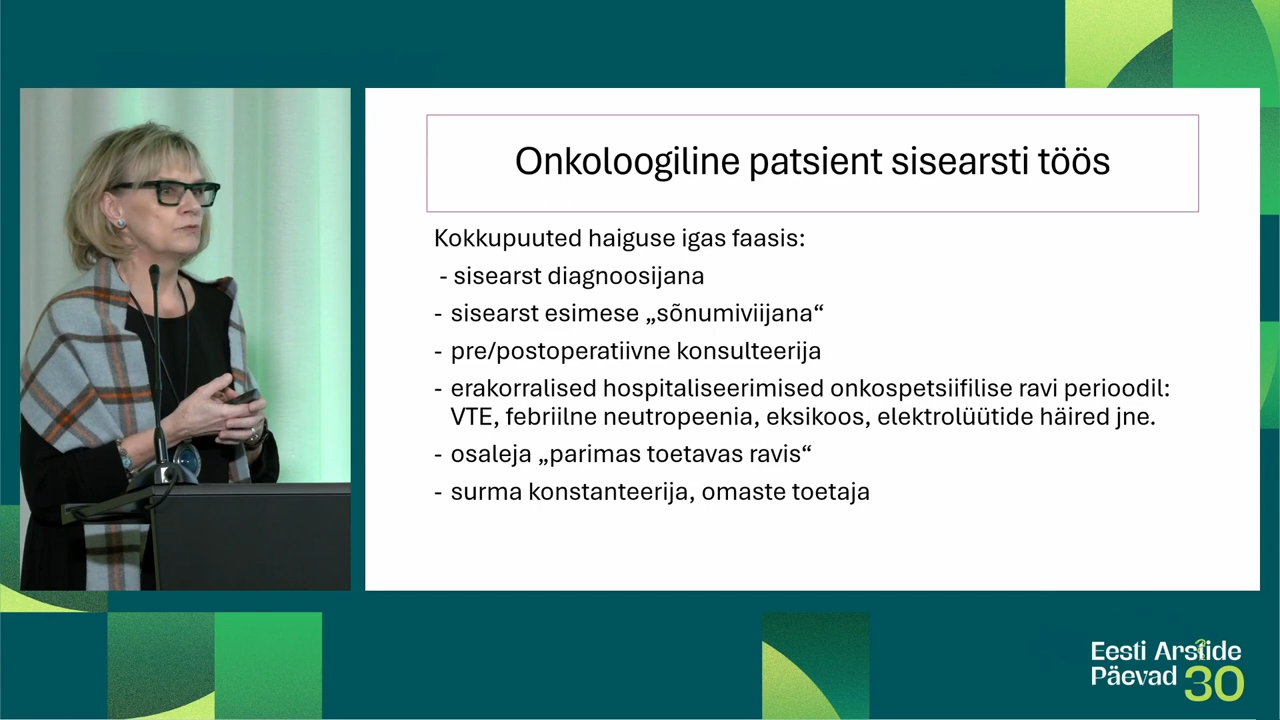 Onkoloogiline patsient sisearsti töös
Kokkupuuted haiguse igas faasis:
- sisearst diagnoosijana
- sisearst esimese „sõnumiviijana“
- pre/postoperatiivne konsulteerija
- erakorralised hospitaliseerimised onkospetsiifilise ravi perioodil:
VTE, febriilne neutropeenia, eksikoos, elektrolüütide häired jne.
- osaleja „parimas toetavas ravis“
- surma konstanteerija, omaste toetaja
Eesti Arstide
Päevad 30